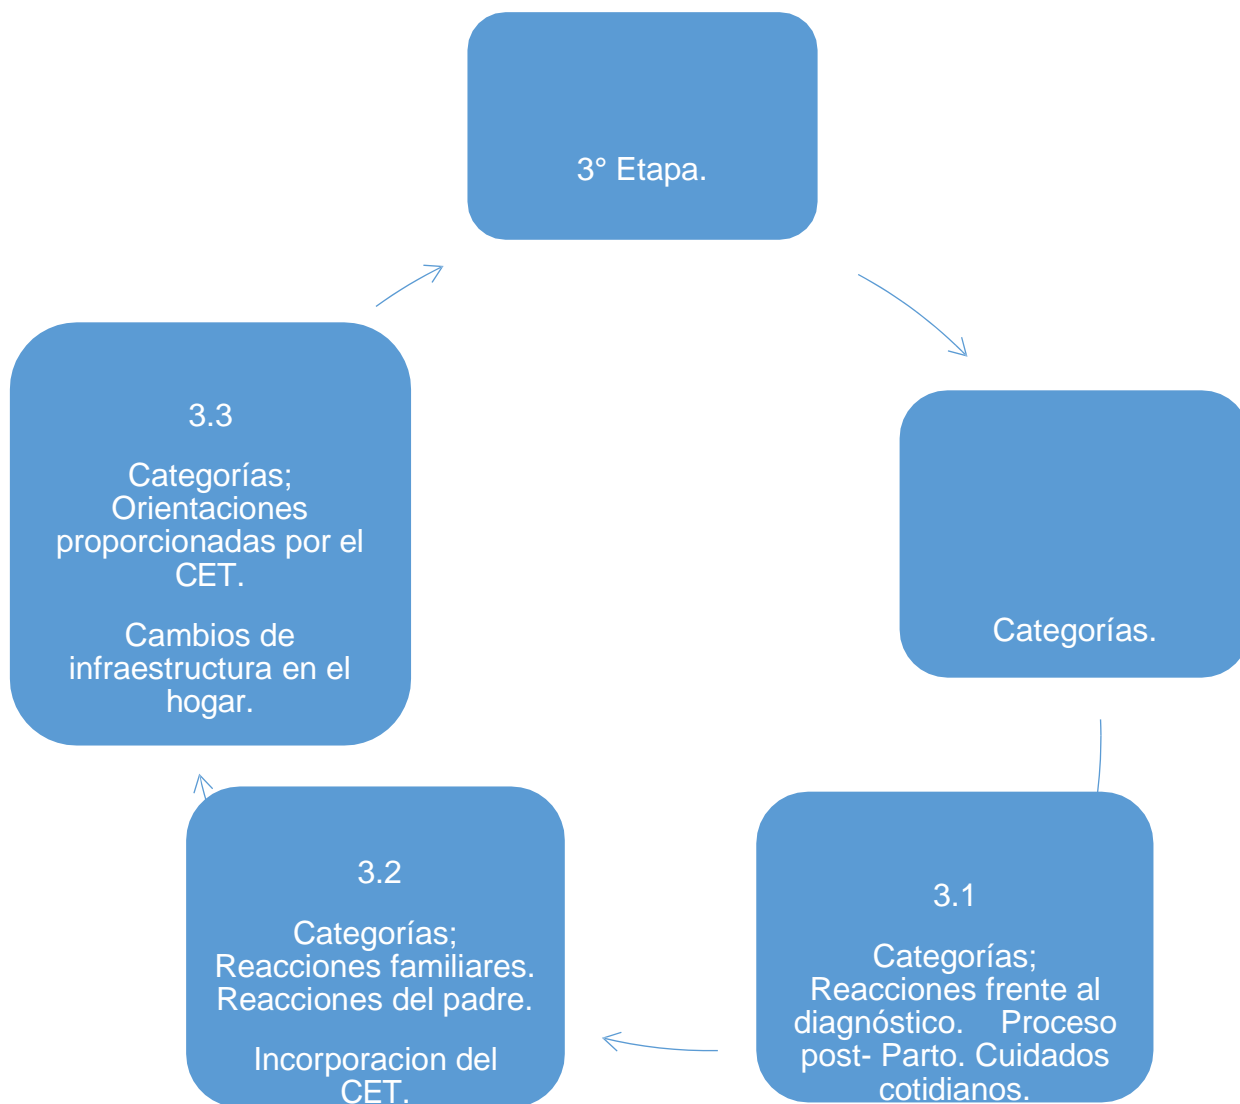 3° Etapa.
Categorías.
3.1
Categorías;
Reacciones frente al
diagnóstico. Proceso
post- Parto. Cuidados
cotidianos.
3.2
Categorías;
Reacciones familiares.
Reacciones del padre.
Incorporacion del
CET.
3.3
Categorías;
Orientaciones
proporcionadas por el
CET.
Cambios de
infraestructura en el
hogar.